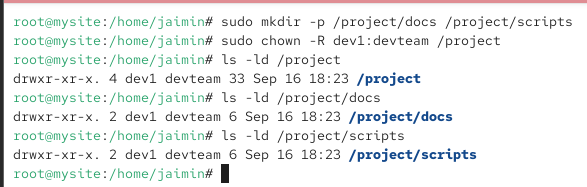 root@mysite:/home/jaimin# sudo mkdir -p /project/docs /project/scripts
root@mysite:/home/jaimin# sudo chown -R dev1:devteam /project
root@mysite:/home/jaimin# ls -ld /project
drwxr-xr-x. 4 dev1 devteam 33 Sep 16 18:23 /project
root@mysite:/home/jaimin# ls -ld /project/docs
drwxr-xr-x. 2 dev1 devteam 6 Sep 16 18:23 /project/docs
root@mysite:/home/jaimin# ls -ld /project/scripts
drwxr-xr-x. 2 dev1 devteam 6 Sep 16 18:23 /project/scripts
root@mysite:/home/jaimin#